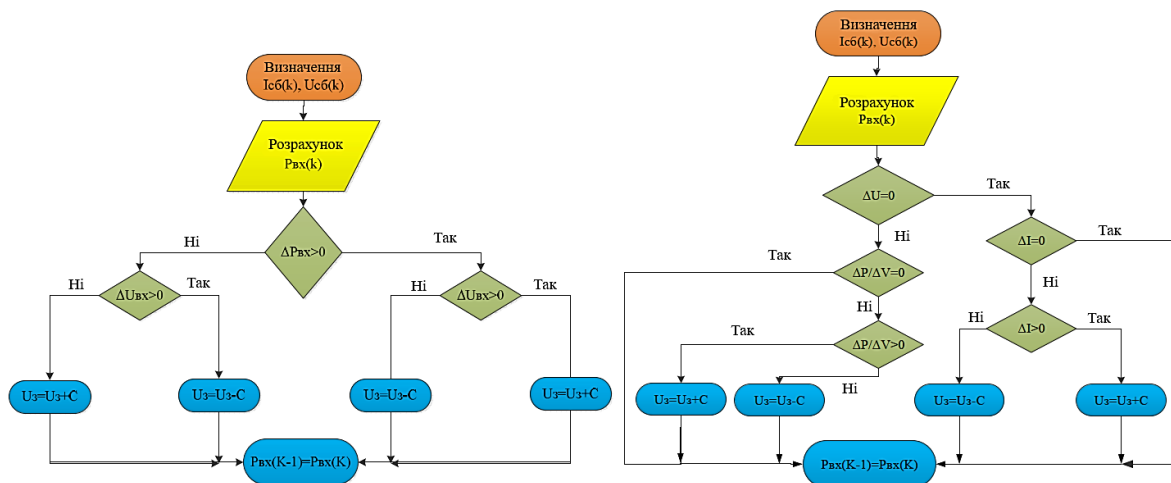 Визначення
Iсб(k), Uсб(k)
Розрахунок
Pвх(k)
ΔPвх>0
Ні
Так
ΔUвх>0
Ні
Так
ΔUвх>0
Ні
Так
Uз=Uз+C
Uз=Uз-C
Uз=Uз-C
Uз=Uз+C
Pвх(K-1)=Pвх(K)
Визначення
Iсб(k), Uсб(k)
Розрахунок
Pвх(k)
ΔU=0
Так
Ні
ΔI=0
Так
Ні
ΔP/ΔV=0
Так
Ні
ΔP/ΔV>0
Так
Ні
ΔI>0
Ні
Так
Uз=Uз+C
Uз=Uз-C
Uз=Uз-C
Uз=Uз+C
Pвх(K-1)=Pвх(K)